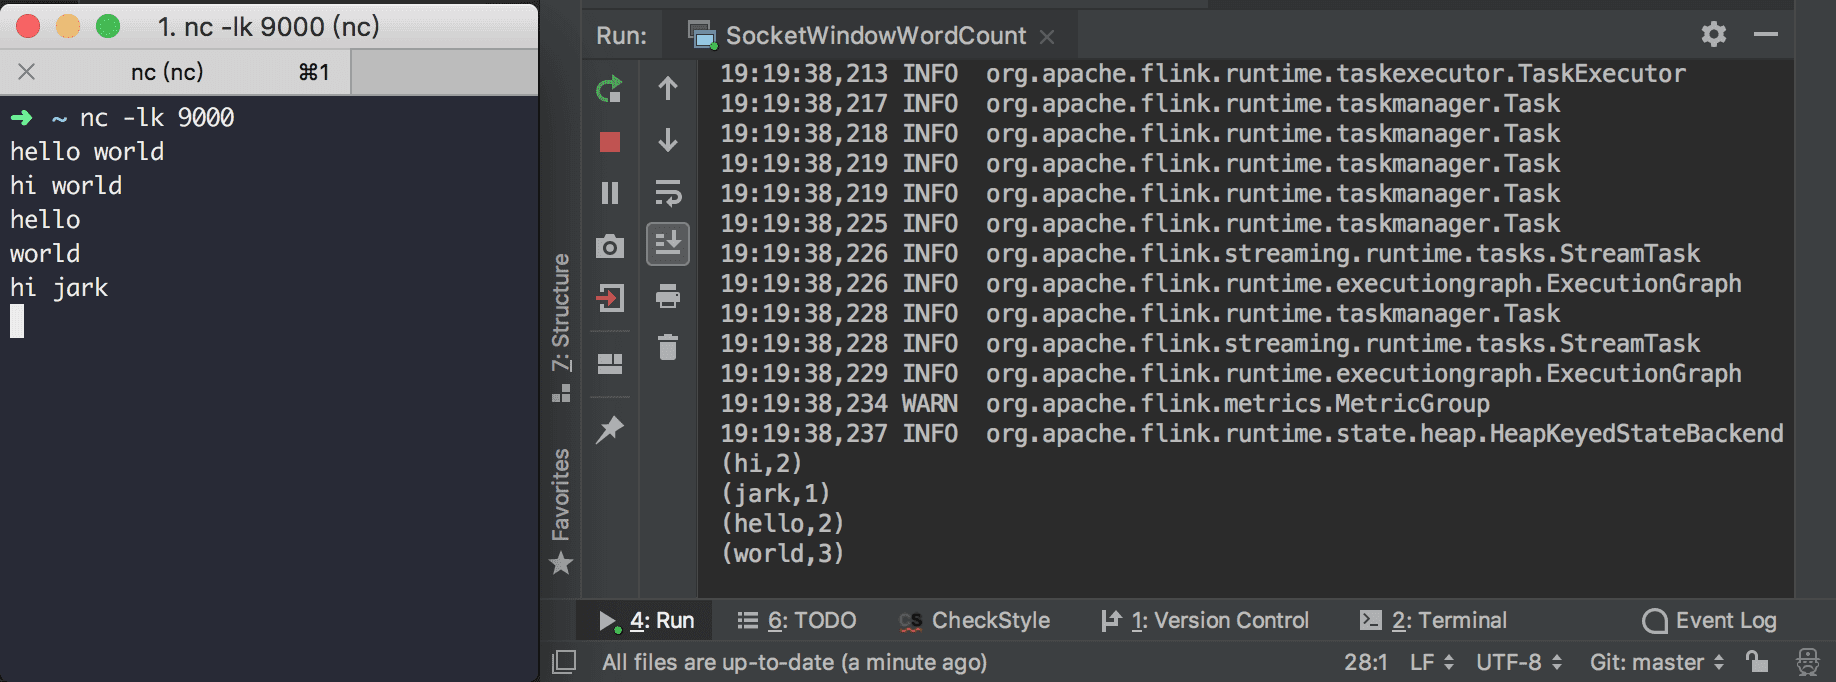 1. nc -lk 9000 (nc)
nc (nc) ⌘1
➜ ~ nc -lk 9000
hello world
hi world
hello
world
hi jark
Run: SocketWindowWordCount
19:19:38,213 INFO  org.apache.flink.runtime.taskexecutor.TaskExecutor
19:19:38,217 INFO  org.apache.flink.runtime.taskmanager.Task
19:19:38,218 INFO  org.apache.flink.runtime.taskmanager.Task
19:19:38,219 INFO  org.apache.flink.runtime.taskmanager.Task
19:19:38,219 INFO  org.apache.flink.runtime.taskmanager.Task
19:19:38,225 INFO  org.apache.flink.runtime.taskmanager.Task
19:19:38,226 INFO  org.apache.flink.streaming.runtime.tasks.StreamTask
19:19:38,226 INFO  org.apache.flink.runtime.executiongraph.ExecutionGraph
19:19:38,228 INFO  org.apache.flink.runtime.taskmanager.Task
19:19:38,228 INFO  org.apache.flink.streaming.runtime.tasks.StreamTask
19:19:38,229 INFO  org.apache.flink.runtime.executiongraph.ExecutionGraph
19:19:38,234 WARN  org.apache.flink.metrics.MetricGroup
19:19:38,237 INFO  org.apache.flink.runtime.state.heap.HeapKeyedStateBackend
(hi,2)
(jark,1)
(hello,2)
(world,3)
7: Structure
Favorites
4: Run 6: TODO CS CheckStyle 1: Version Control 2: Terminal Event Log
All files are up-to-date (a minute ago) 28:1 LF UTF-8 Git: master